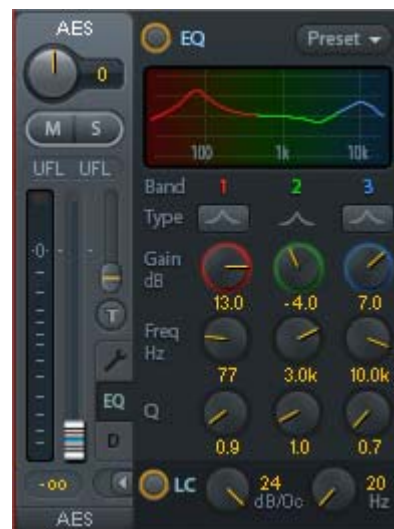 AES
EQ
Preset
0
M S
100 1k 10k
UFL UFL
Band 1 2 3
Type
-0-
Gain
dB
13.0 -4.0 7.0
T
Freq
Hz
77 3.0k 10.0k
EQ
Q
D
0.9 1.0 0.7
-oo
LC 24 20
dB/Oc Hz
AES